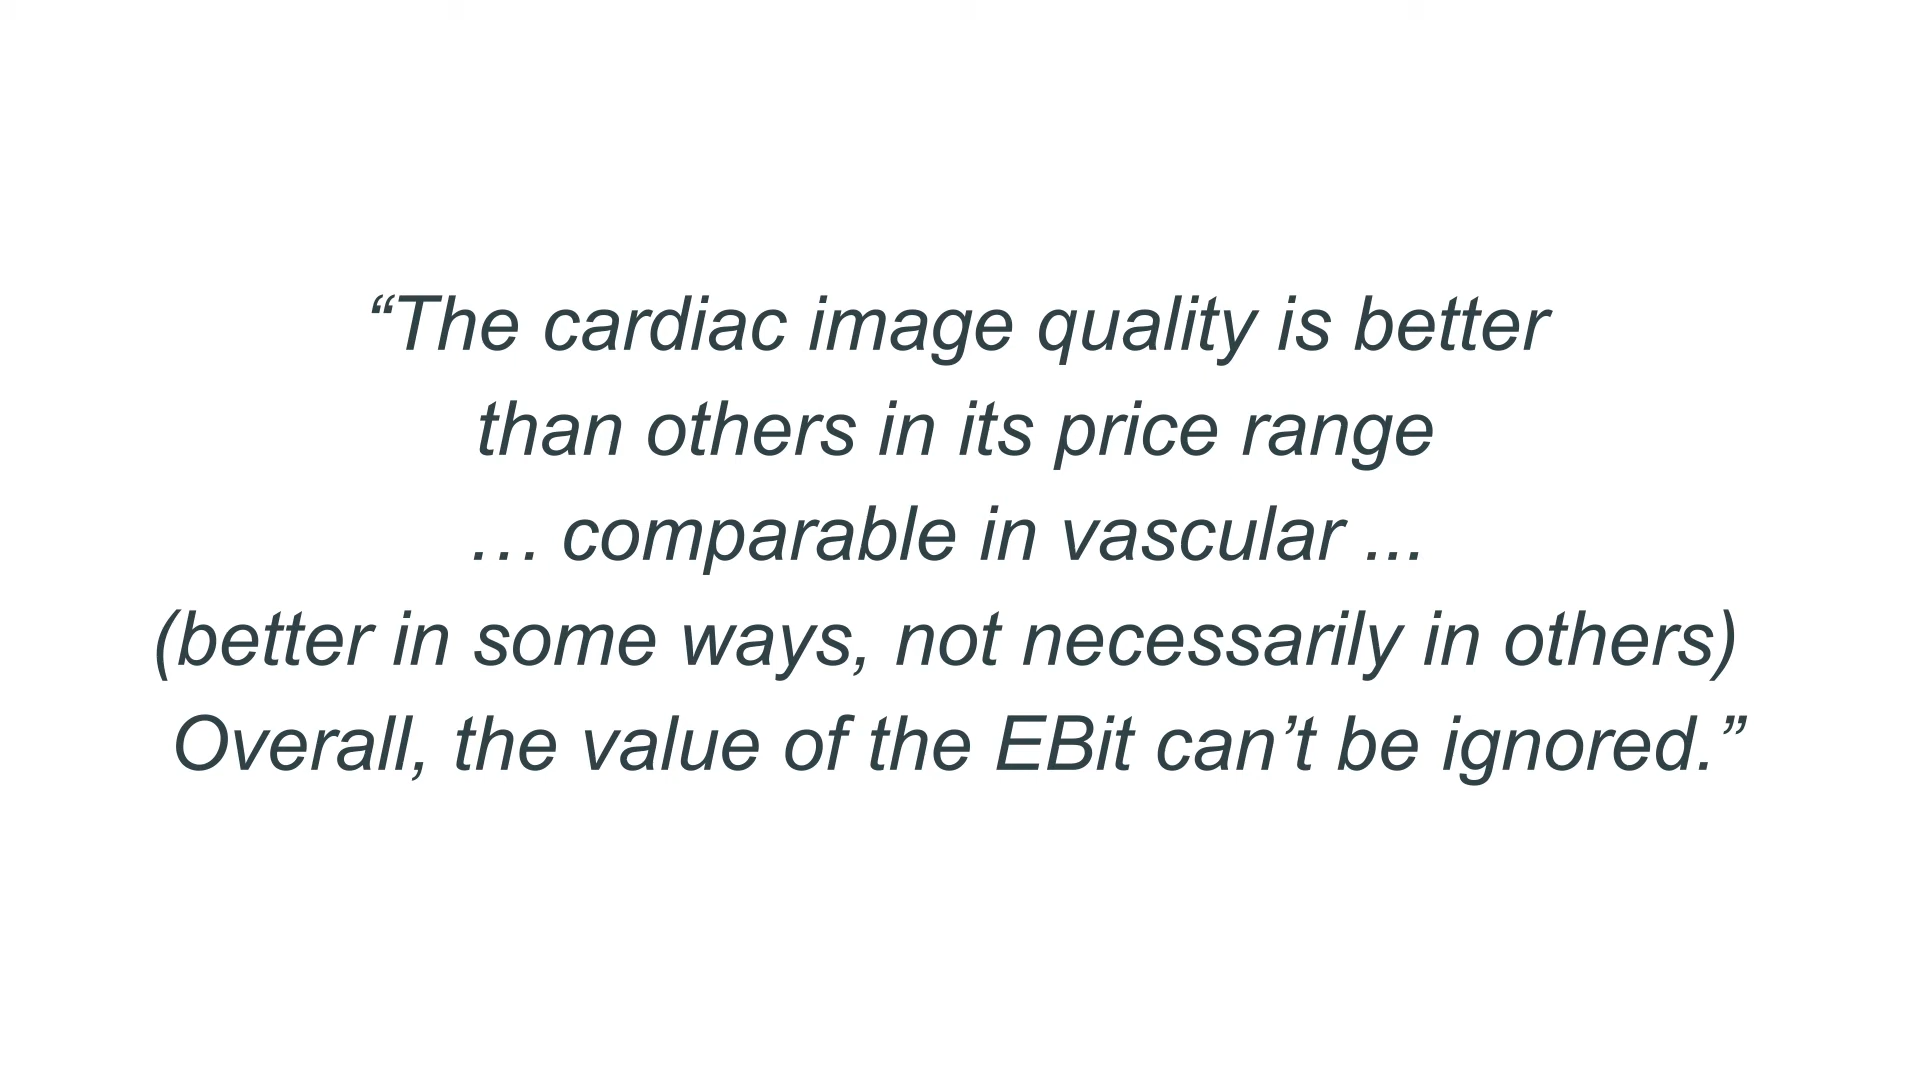 “The cardiac image quality is better
than others in its price range
… comparable in vascular ...
(better in some ways, not necessarily in others)
Overall, the value of the EBit can’t be ignored.”